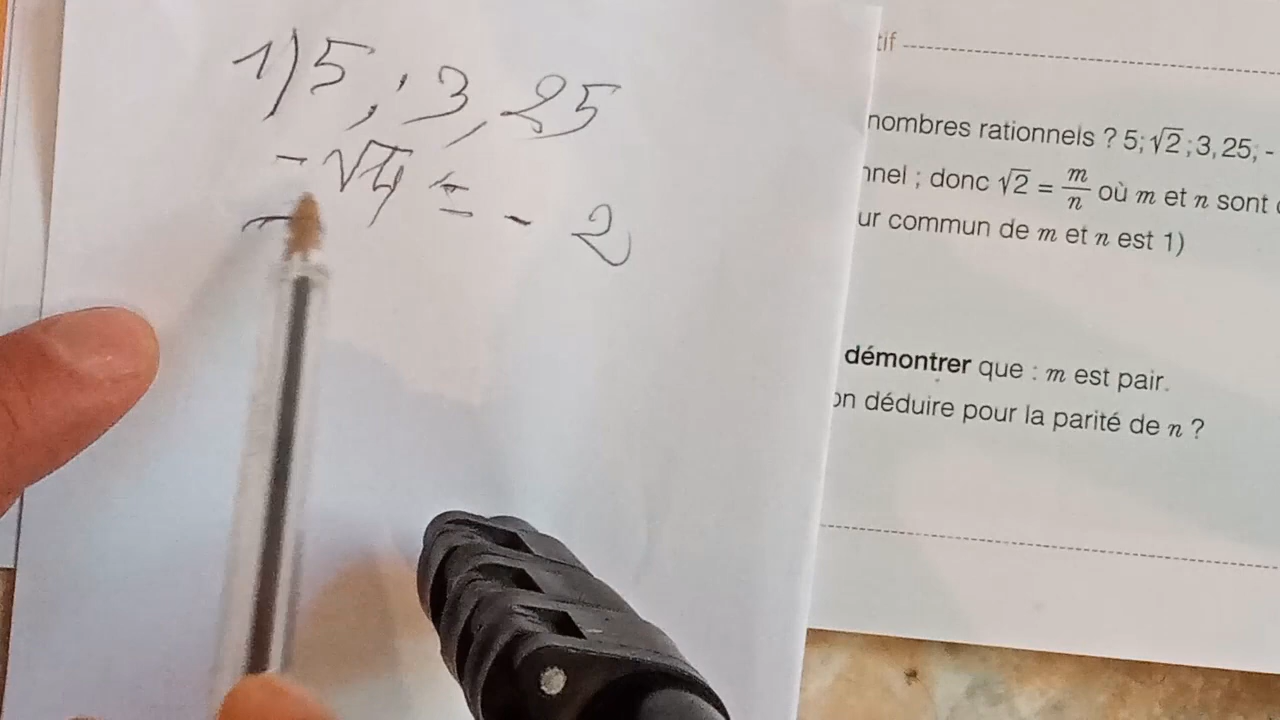 1) 5 ; 3,25
-√4 = - 2
tif
nombres rationnels ? 5; √2 ; 3, 25; -
nnel ; donc √2 = m/n où m et n sont
ur commun de m et n est 1)
démontrer que : m est pair.
on déduire pour la parité de n ?